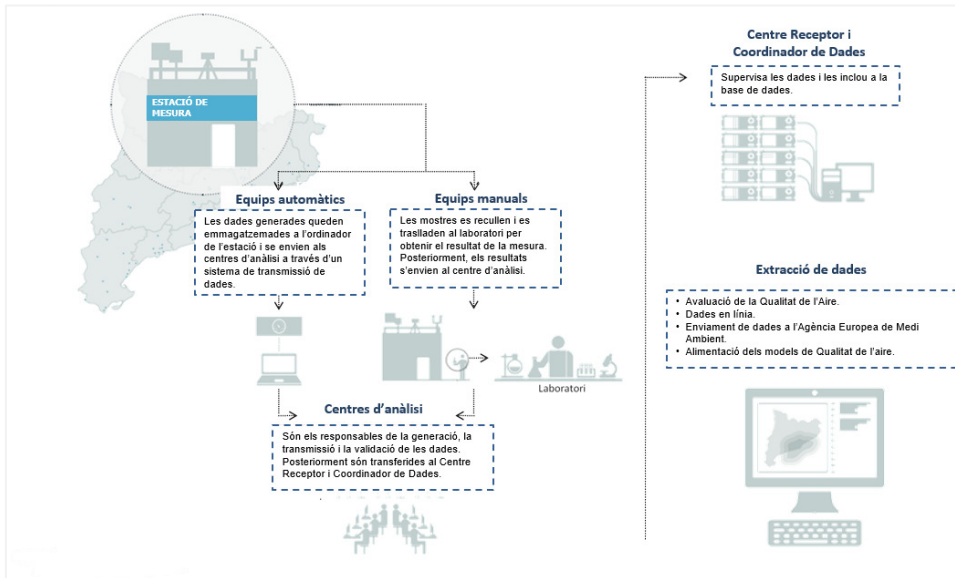 ESTACIÓ DE
MESURA
Equips automàtics
Les dades generades queden
emmagatzemades a l’ordinador
de l’estació i se envien als
centres d’anàlisi a través d’un
sistema de transmissió de
dades.
Equips manuals
Les mostres es recullen i es
traslladen al laboratori per
obtenir el resultat de la mesura.
Posteriorment, els resultats
s’envien al centre d’anàlisi.
Laboratori
Centres d’anàlisi
Són els responsables de la generació, la
transmissió i la validació de les dades.
Posteriorment són transferides al Centre
Receptor i Coordinador de Dades.
Centre Receptor i
Coordinador de Dades
Supervisa les dades i les inclou a la
base de dades.
Extracció de dades
• Avaluació de la Qualitat de l’Aire.
• Dades en línia.
• Enviament de dades a l’Agència Europea de Medi
Ambient.
• Alimentació dels models de Qualitat de l’aire.